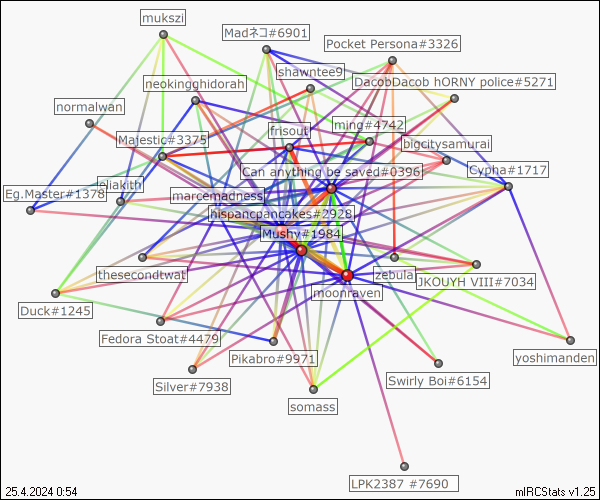 mukszi
Madネコ#6901
Pocket Persona#3326
shawntee9
DacobDacob hORNY police#5271
neokingghidorah
normalwan
ming#4742
frisout
Majestic#3375
bigcitysamurai
Can anything be saved#0396
Cypha#1717
eliakith
Eg.Master#1378
marcemadness
hispancpancakes#2928
Mushy#1984
thesecondtwat
zebula
JKOUYH VIII#7034
moonraven
Duck#1245
Fedora Stoat#4479
Pikabro#9971
yoshimanden
Silver#7938
Swirly Boi#6154
somass
LPK2387 #7690
25.4.2024 0:54
mIRCStats v1.25